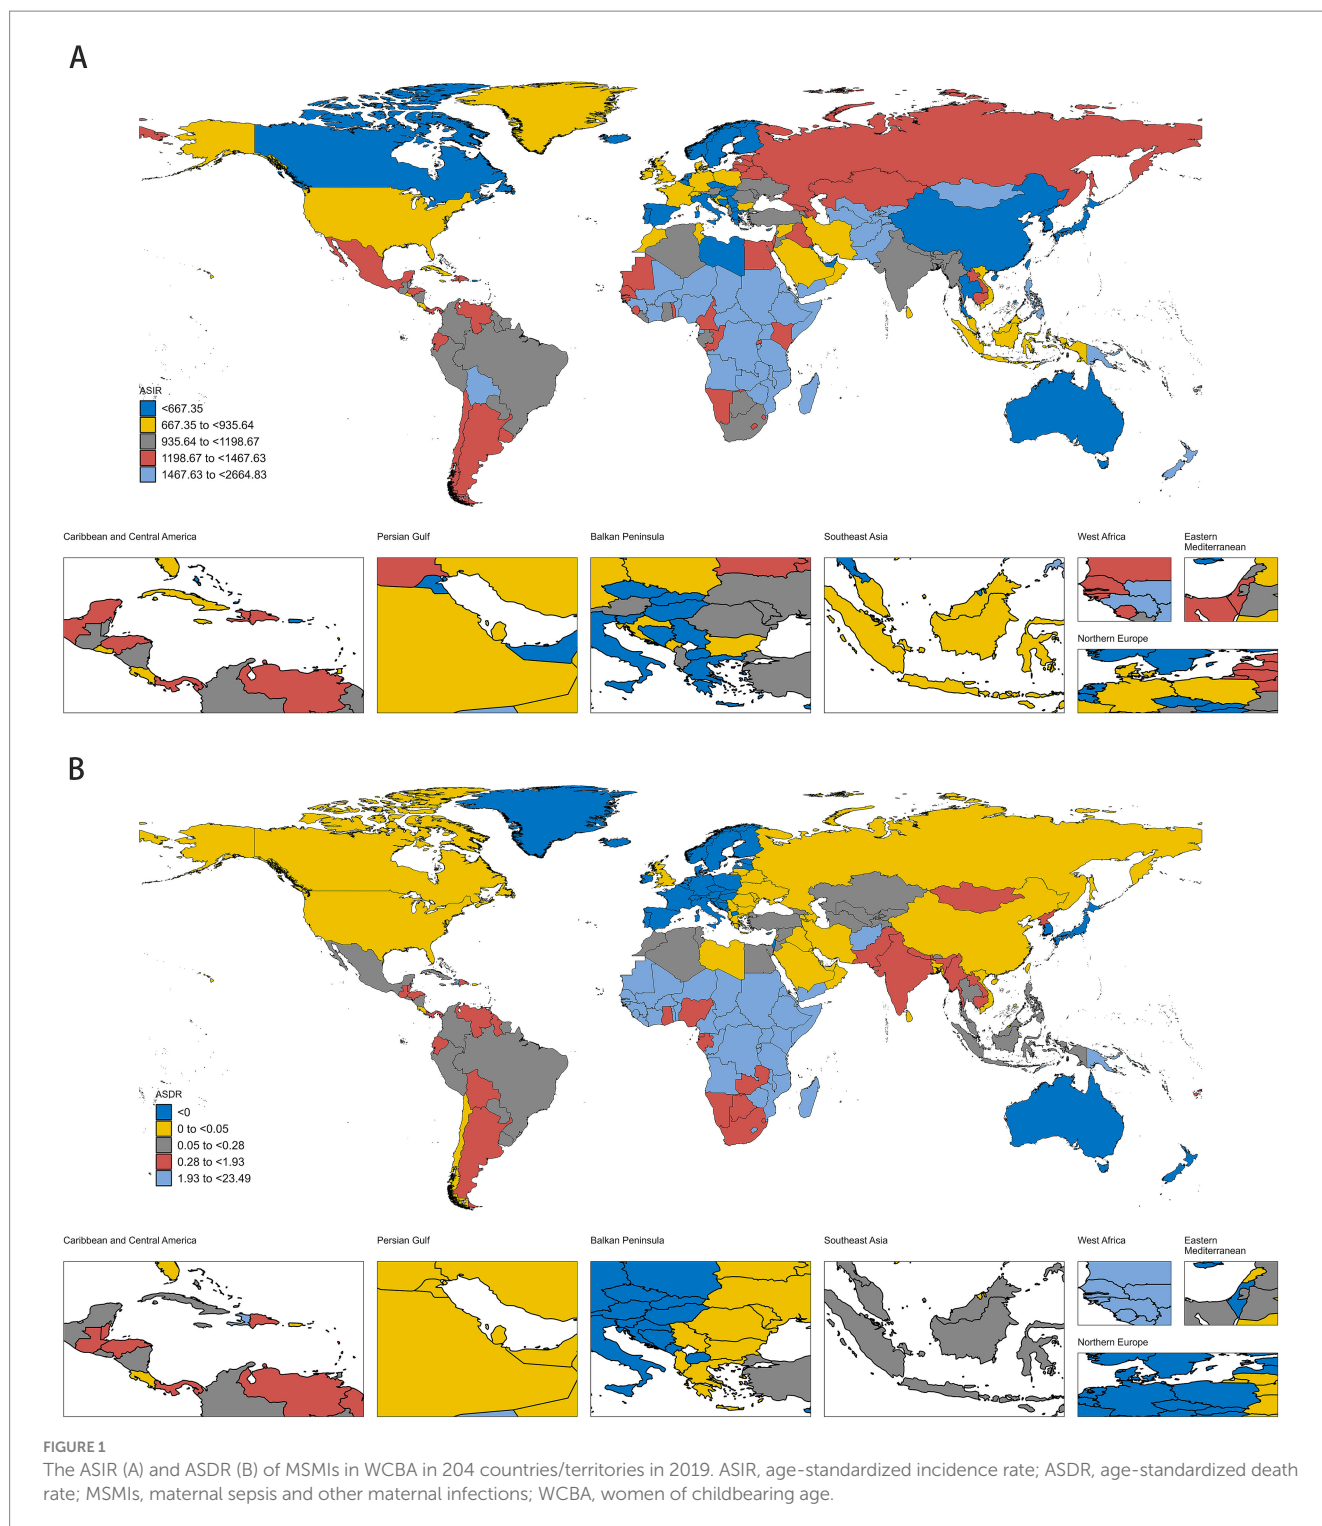 A
ASIR
<667.35
667.35 to <935.64
935.64 to <1198.67
1198.67 to <1467.63
1467.63 to <2664.83
Caribbean and Central America
Persian Gulf
Balkan Peninsula
Southeast Asia
West Africa
Eastern
Mediterranean
Northern Europe
B
ASDR
<0
0 to <0.05
0.05 to <0.28
0.28 to <1.93
1.93 to <23.49
Caribbean and Central America
Persian Gulf
Balkan Peninsula
Southeast Asia
West Africa
Eastern
Mediterranean
Northern Europe
FIGURE 1
The ASIR (A) and ASDR (B) of MSMIs in WCBA in 204 countries/territories in 2019. ASIR, age-standardized incidence rate; ASDR, age-standardized death
rate; MSMIs, maternal sepsis and other maternal infections; WCBA, women of childbearing age.